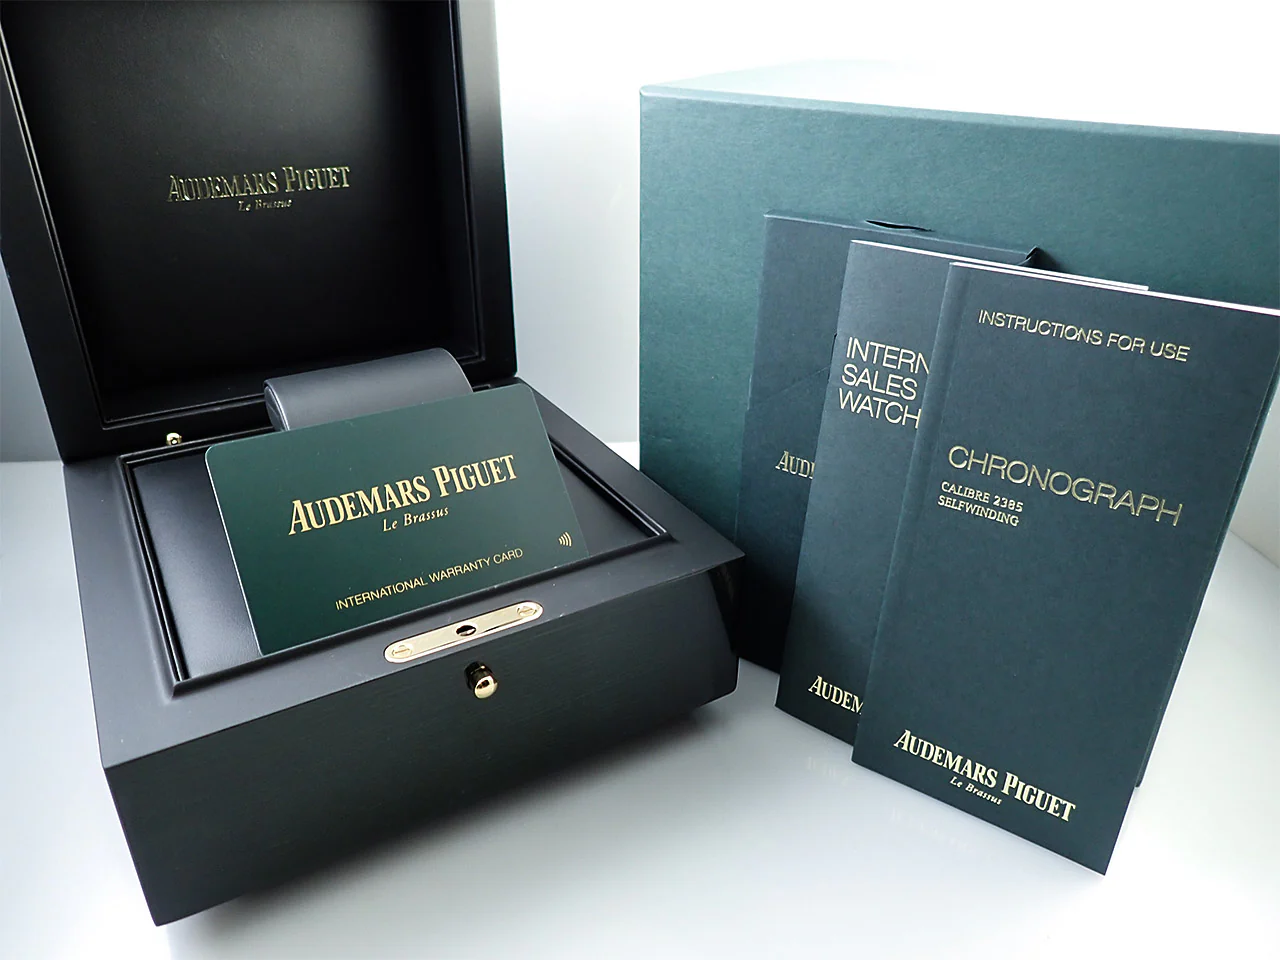 AUDEMARS PIGUET
Le Brassus
AUDEMARS PIGUET
Le Brassus
INTERNATIONAL WARRANTY CARD
AUD
INTERN
SALES
WATCH
AUDEM
INSTRUCTIONS FOR USE
CHRONOGRAPH
CALIBRE 2385
SELFWINDING
AUDEMARS PIGUET
Le Brassus